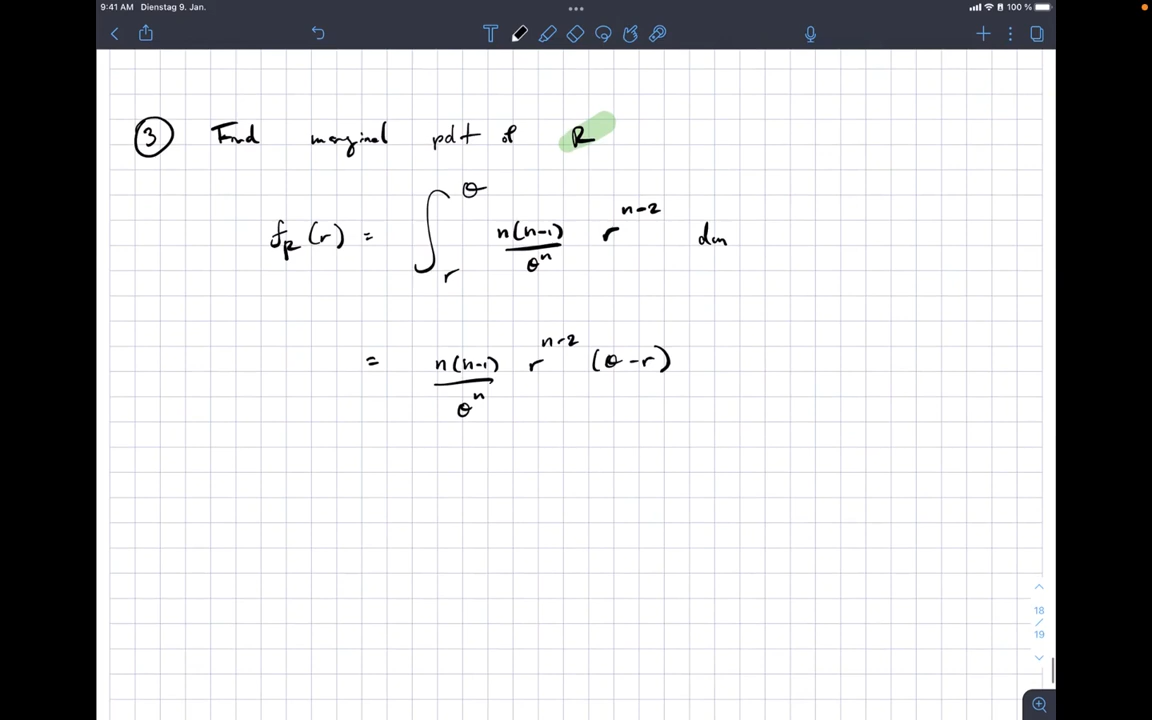 9:41 AM Dienstag 9. Jan.
100 %
③ Find marginal pdf of R
f_R(r) = ∫_r^θ n(n-1)/θ^n r^{n-2} dm
= n(n-1)/θ^n r^{n-2} (θ-r)
18
/
19